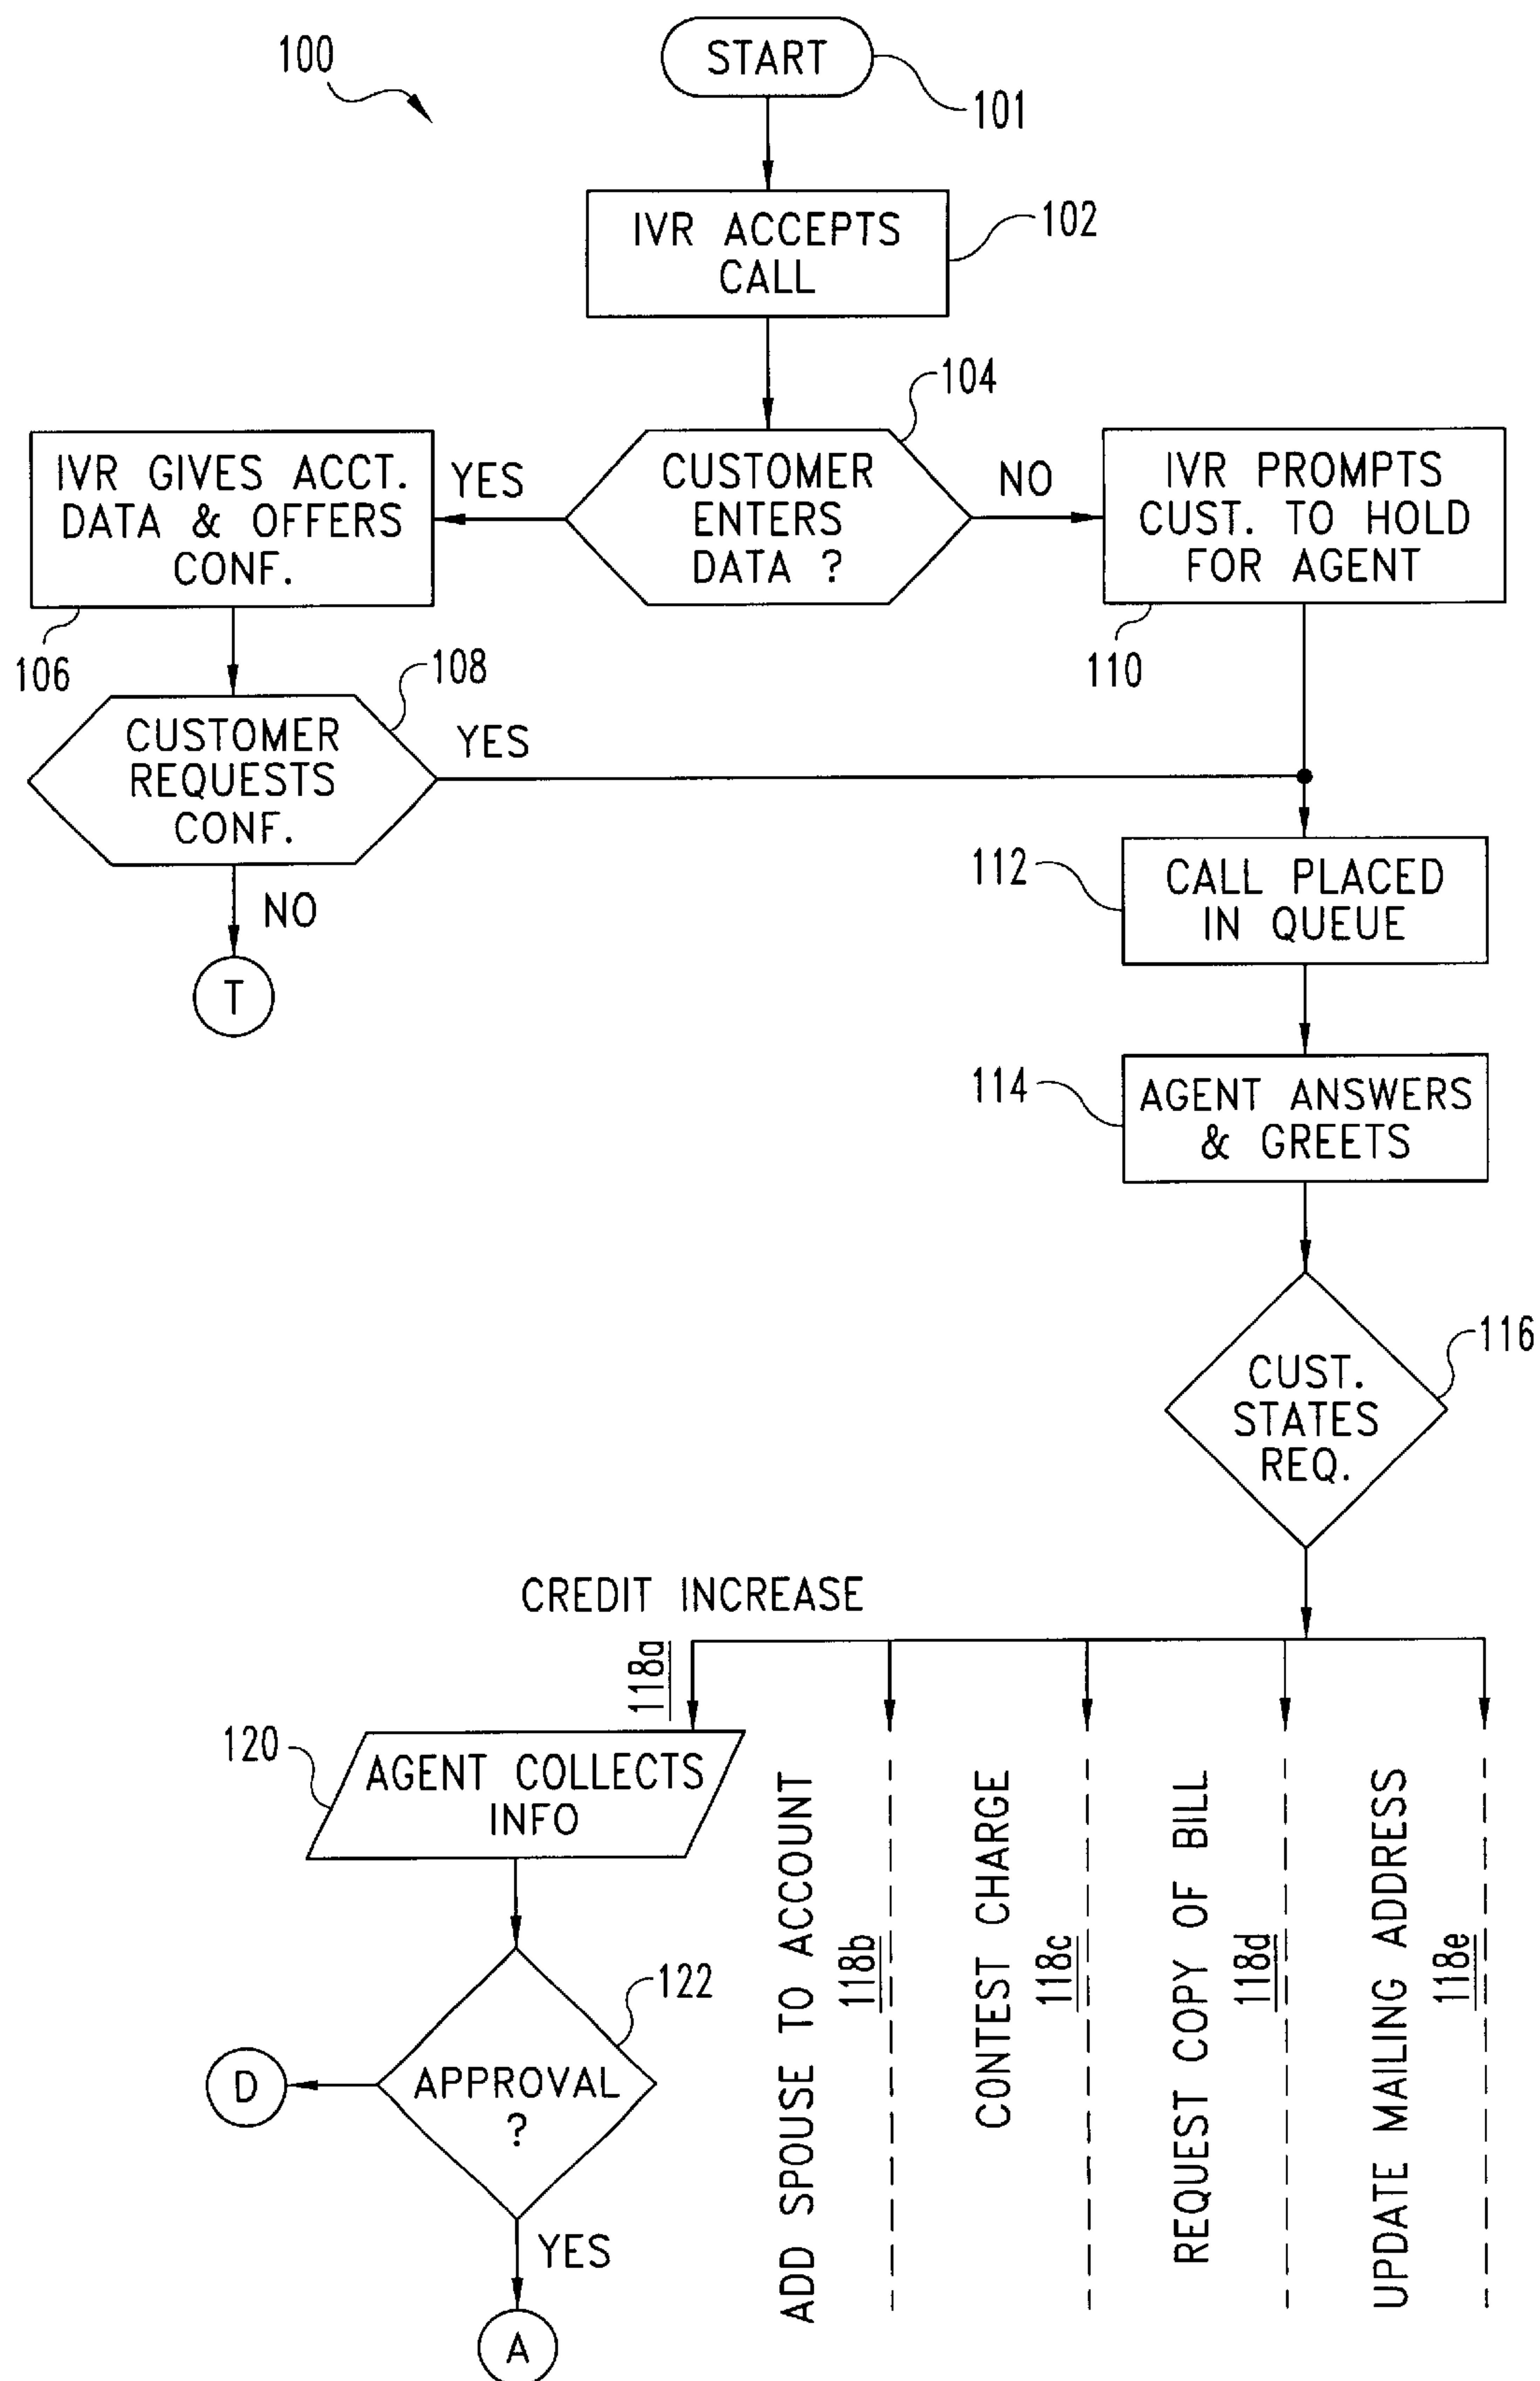 100
START
101
IVR ACCEPTS
CALL
102
104
IVR GIVES ACCT.
DATA & OFFERS
CONF.
YES
CUSTOMER
ENTERS
DATA ?
NO
IVR PROMPTS
CUST. TO HOLD
FOR AGENT
106
108
110
CUSTOMER
REQUESTS
CONF.
YES
NO
T
112
CALL PLACED
IN QUEUE
114
AGENT ANSWERS
& GREETS
116
CUST.
STATES
REQ.
CREDIT INCREASE
118a
120
AGENT COLLECTS
INFO
122
D
APPROVAL
?
YES
A
ADD SPOUSE TO ACCOUNT
118b
CONTEST CHARGE
118c
REQUEST COPY OF BILL
118d
UPDATE MAILING ADDRESS
118e